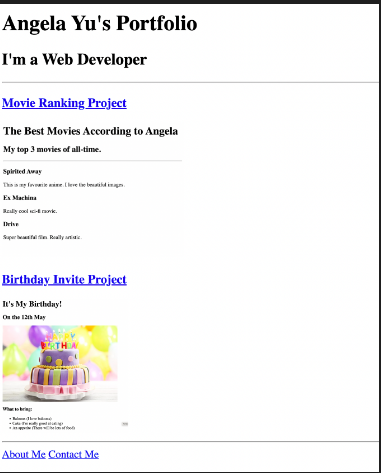 Angela Yu's Portfolio
I'm a Web Developer
Movie Ranking Project
The Best Movies According to Angela
My top 3 movies of all-time.
Spirited Away
This is my favourite anime. I love the beautiful images.
Ex Machina
Really cool sci-fi movie.
Drive
Super beautiful film. Really artistic.
Birthday Invite Project
It's My Birthday!
On the 12th May
What to bring:
Baloons (I love baloons)
Cake (I'm really good at eating)
An appetite (There will be lots of food)
About Me Contact Me